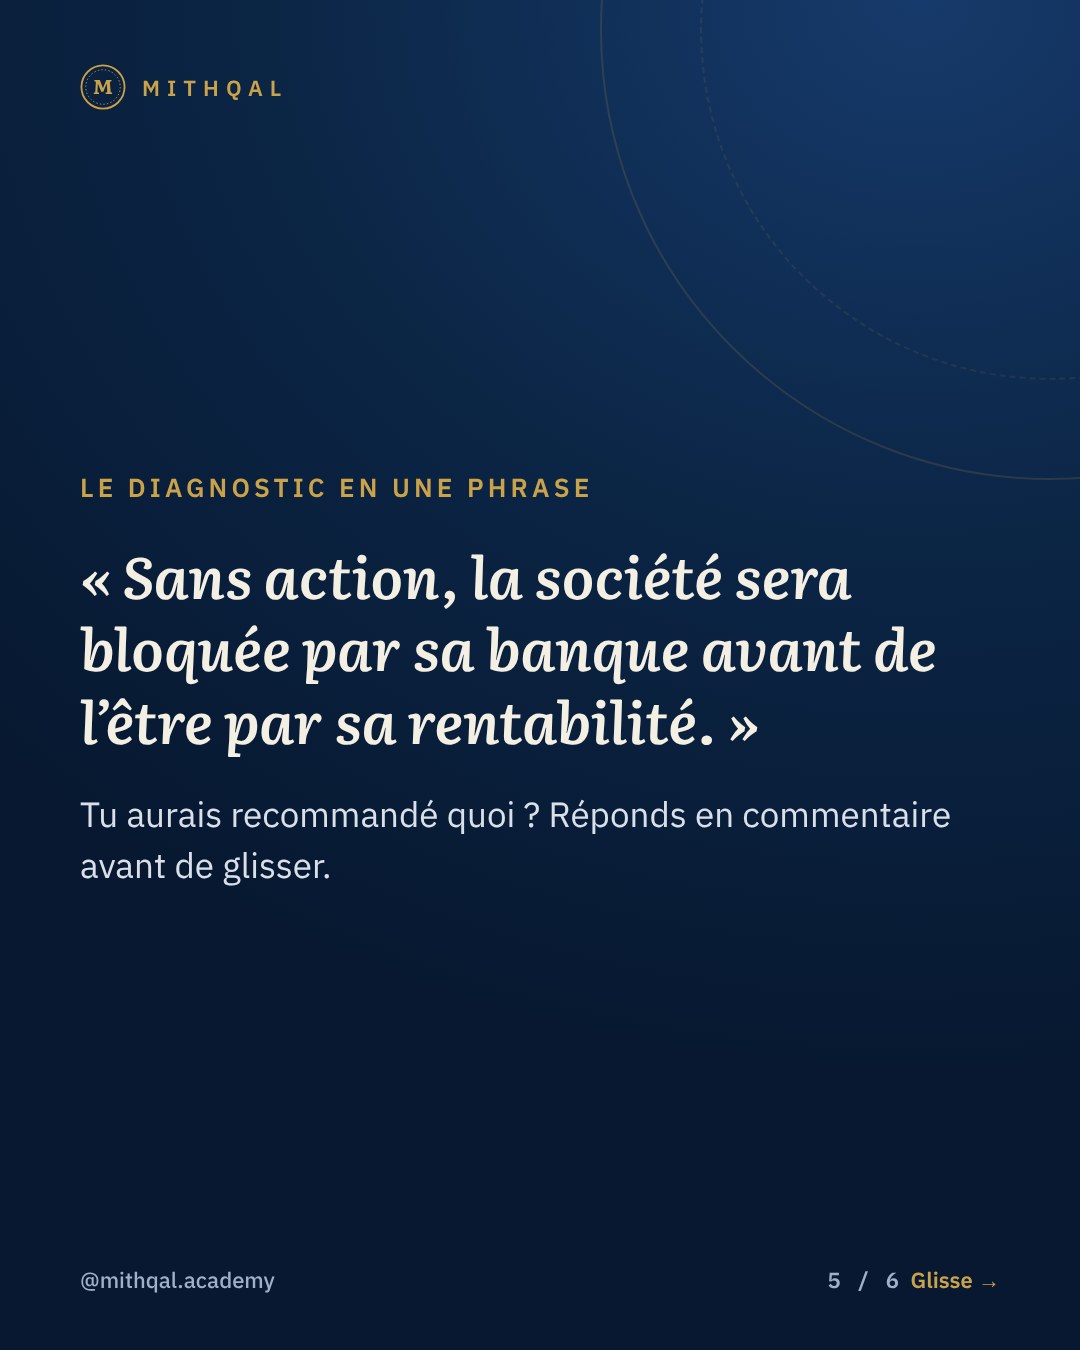 M MITHQAL
LE DIAGNOSTIC EN UNE PHRASE
« Sans action, la société sera
bloquée par sa banque avant de
l’être par sa rentabilité. »
Tu aurais recommandé quoi ? Réponds en commentaire
avant de glisser.
@mithqal.academy
5 / 6 Glisse →